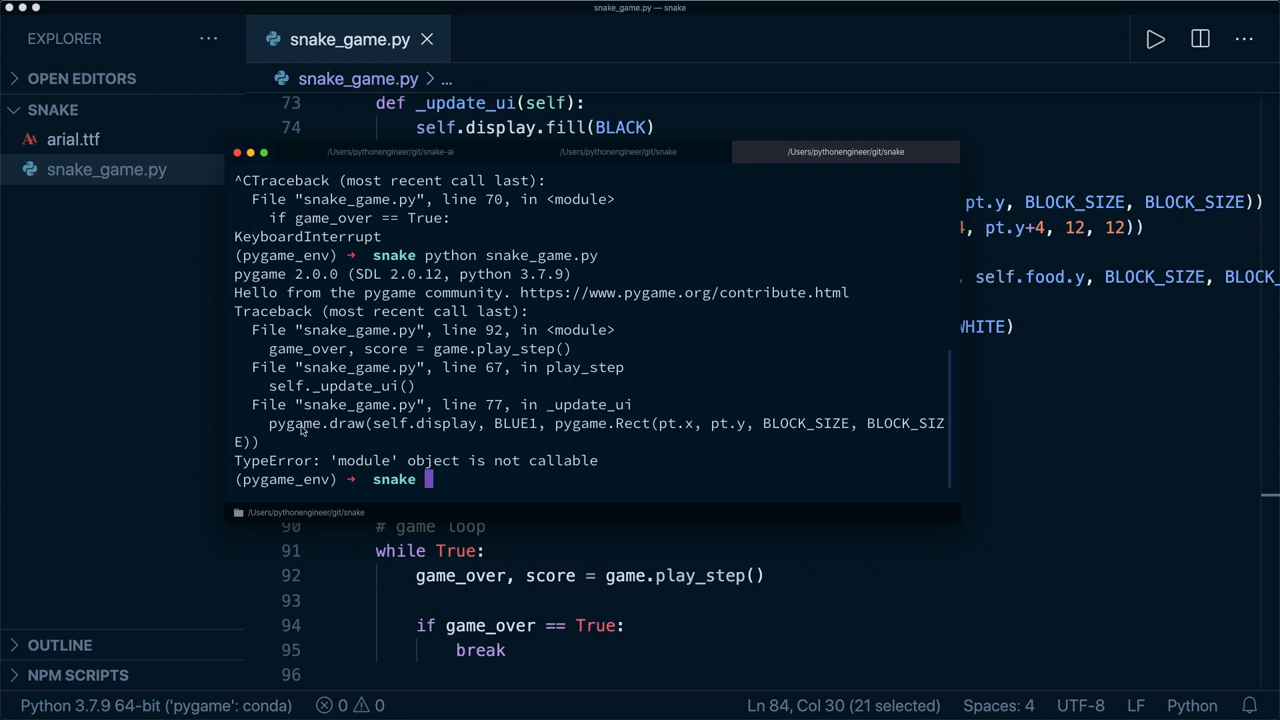 snake_game.py — snake
EXPLORER
snake_game.py
OPEN EDITORS
snake_game.py > ...
SNAKE
arial.ttf
snake_game.py
73 def _update_ui(self):
74 self.display.fill(BLACK)
/Users/pythonengineer/git/snake-ai /Users/pythonengineer/git/snake /Users/pythonengineer/git/snake
^CTraceback (most recent call last):
File "snake_game.py", line 70, in <module>
if game_over == True:
KeyboardInterrupt
(pygame_env) → snake python snake_game.py
pygame 2.0.0 (SDL 2.0.12, python 3.7.9)
Hello from the pygame community. https://www.pygame.org/contribute.html
Traceback (most recent call last):
File "snake_game.py", line 92, in <module>
game_over, score = game.play_step()
File "snake_game.py", line 67, in play_step
self._update_ui()
File "snake_game.py", line 77, in _update_ui
pygame.draw(self.display, BLUE1, pygame.Rect(pt.x, pt.y, BLOCK_SIZE, BLOCK_SIZ
E))
TypeError: 'module' object is not callable
(pygame_env) → snake
/Users/pythonengineer/git/snake
pt.y, BLOCK_SIZE, BLOCK_SIZE))
, pt.y+4, 12, 12))
, self.food.y, BLOCK_SIZE, BLOCK_
WHITE)
90 # game loop
91 while True:
92 game_over, score = game.play_step()
93
94 if game_over == True:
95 break
96
OUTLINE
NPM SCRIPTS
Python 3.7.9 64-bit ('pygame': conda) 0 0 Ln 84, Col 30 (21 selected) Spaces: 4 UTF-8 LF Python